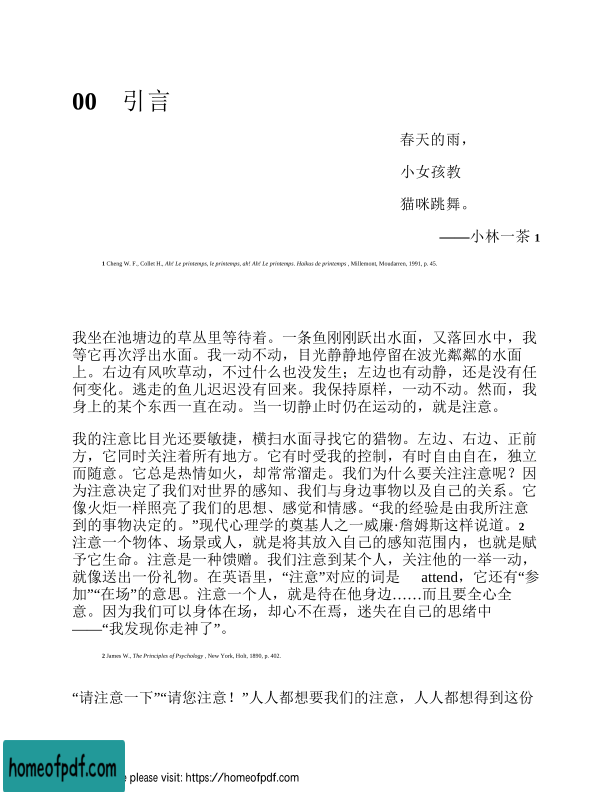 00 引言
春天的雨，
小女孩教
猫咪跳舞。
——小林一茶 1
1 Cheng W. F., Collet H., Ah! Le printemps, le printemps, ah! Ah! Le printemps. Haikus de printemps , Millemont, Moudarren, 1991, p. 45.
我坐在池塘边的草丛里等待着。一条鱼刚刚跃出水面，又落回水中，我
等它再次浮出水面。我一动不动，目光静静地停留在波光粼粼的水面
上。右边有风吹草动，不过什么也没发生；左边也有动静，还是没有任
何变化。逃走的鱼儿迟迟没有回来。我保持原样，一动不动。然而，我
身上的某个东西一直在动。当一切静止时仍在运动的，就是注意。
我的注意比目光还要敏捷，横扫水面寻找它的猎物。左边、右边、正前
方，它同时关注着所有地方。它有时受我的控制，有时自由自在，独立
而随意。它总是热情如火，却常常溜走。我们为什么要关注注意呢？因
为注意决定了我们对世界的感知、我们与身边事物以及自己的关系。它
像火炬一样照亮了我们的思想、感觉和情感。“我的经验是由我所注意
到的事物决定的。”现代心理学的奠基人之一威廉·詹姆斯这样说道。2
注意一个物体、场景或人，就是将其放入自己的感知范围内，也就是赋
予它生命。注意是一种馈赠。我们注意到某个人，关注他的一举一动，
就像送出一份礼物。在英语里，“注意”对应的词是 attend，它还有“参
加”“在场”的意思。注意一个人，就是待在他身边……而且要全心全
意。因为我们可以身体在场，却心不在焉，迷失在自己的思绪中
——“我发现你走神了”。
2 James W., The Principles of Psychology , New York, Holt, 1890, p. 402.
“请注意一下”“请您注意！”人人都想要我们的注意，人人都想得到这份
homeofpdf.com
please visit: https://homeofpdf.com